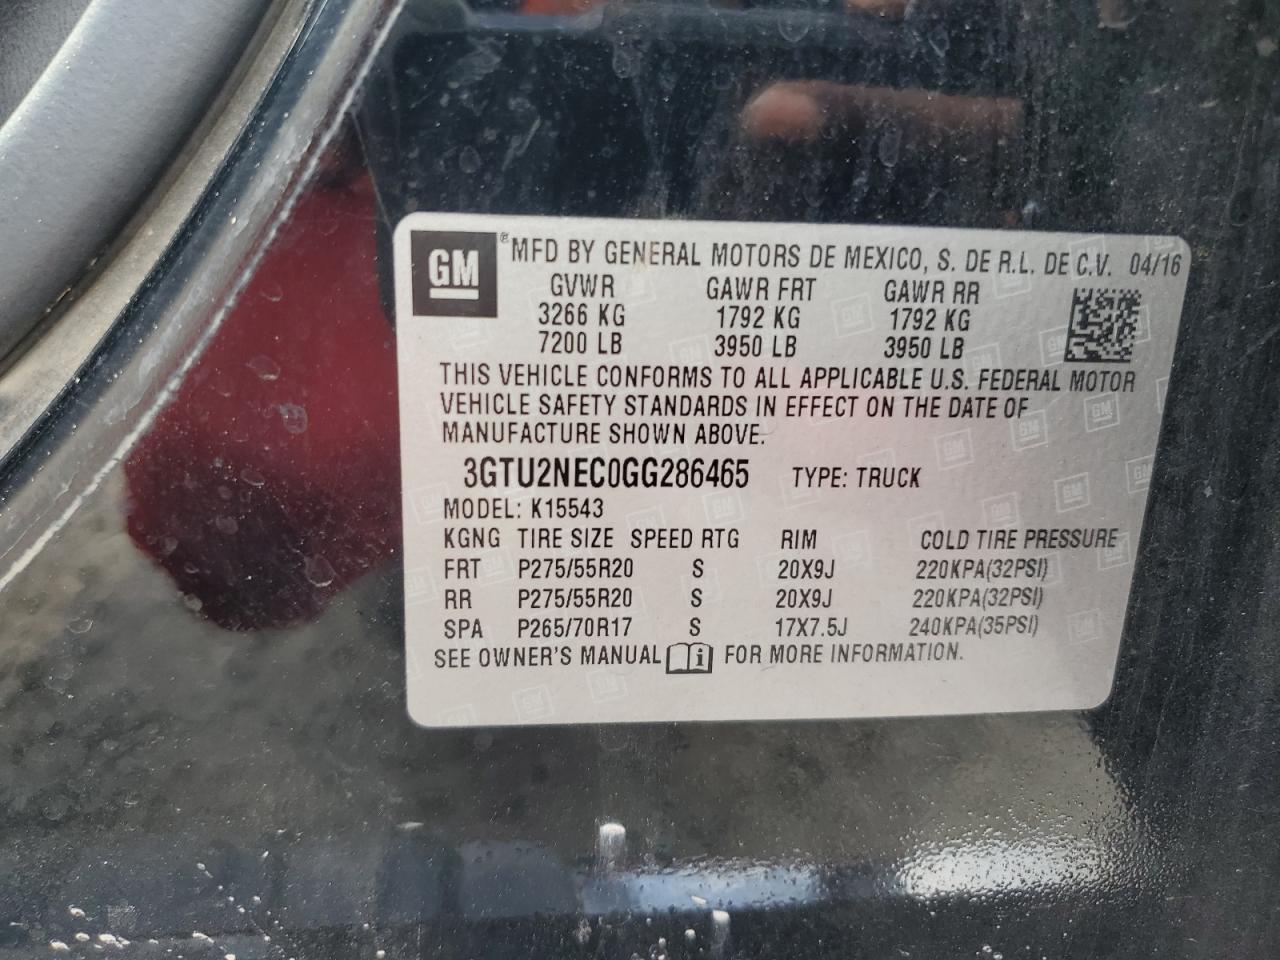 GM ® MFD BY GENERAL MOTORS DE MEXICO, S. DE R.L. DE C.V. 04/16
GVWR GAWR FRT GAWR RR
3266 KG 1792 KG 1792 KG
7200 LB 3950 LB 3950 LB
THIS VEHICLE CONFORMS TO ALL APPLICABLE U.S. FEDERAL MOTOR
VEHICLE SAFETY STANDARDS IN EFFECT ON THE DATE OF
MANUFACTURE SHOWN ABOVE.
3GTU2NEC0GG286465 TYPE: TRUCK
MODEL: K15543
KGNG TIRE SIZE SPEED RTG RIM COLD TIRE PRESSURE
FRT P275/55R20 S 20X9J 220KPA(32PSI)
RR P275/55R20 S 20X9J 220KPA(32PSI)
SPA P265/70R17 S 17X7.5J 240KPA(35PSI)
SEE OWNER'S MANUAL i FOR MORE INFORMATION.